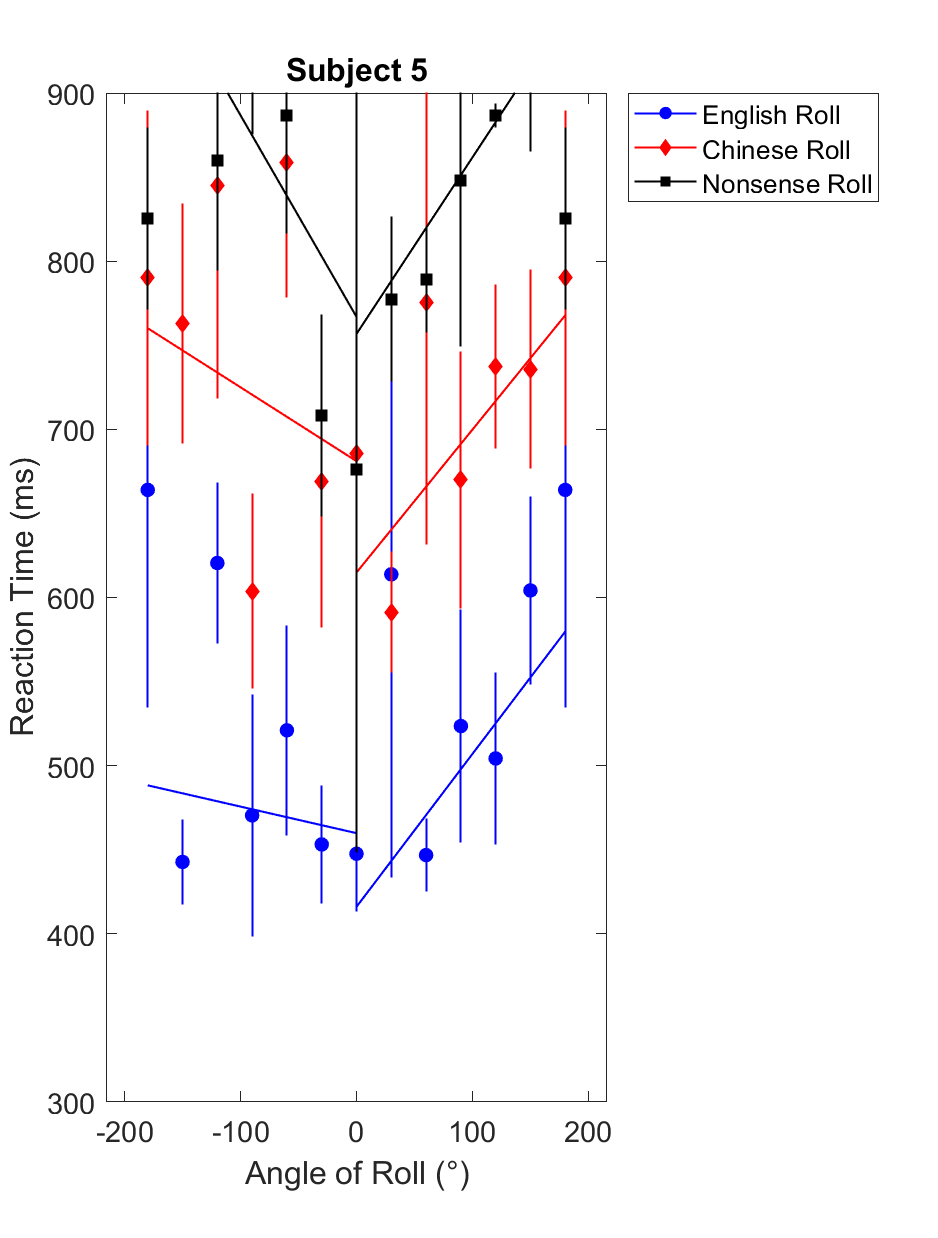 Subject 5
900
800
700
600
500
400
300
Reaction Time (ms)
-200 -100 0 100 200
Angle of Roll (°)
English Roll
Chinese Roll
Nonsense Roll